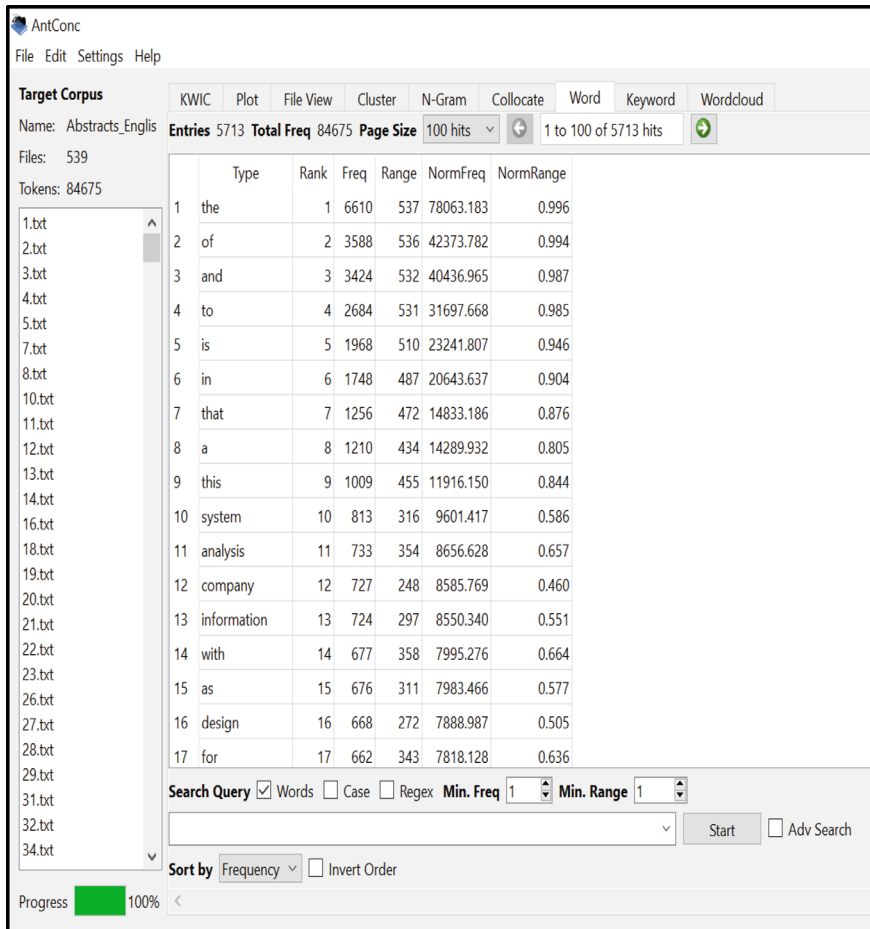 AntConc
File Edit Settings Help
Target Corpus
Name: Abstracts_Englis
Files: 539
Tokens: 84675
1.txt
2.txt
3.txt
4.txt
5.txt
7.txt
8.txt
10.txt
11.txt
12.txt
13.txt
14.txt
16.txt
18.txt
19.txt
20.txt
21.txt
22.txt
23.txt
26.txt
27.txt
28.txt
29.txt
31.txt
32.txt
34.txt
Progress 100%
KWIC Plot File View Cluster N-Gram Collocate Word Keyword Wordcloud
Entries 5713 Total Freq 84675 Page Size 100 hits 1 to 100 of 5713 hits
Type Rank Freq Range NormFreq NormRange
1 the 1 6610 537 78063.183 0.996
2 of 2 3588 536 42373.782 0.994
3 and 3 3424 532 40436.965 0.987
4 to 4 2684 531 31697.668 0.985
5 is 5 1968 510 23241.807 0.946
6 in 6 1748 487 20643.637 0.904
7 that 7 1256 472 14833.186 0.876
8 a 8 1210 434 14289.932 0.805
9 this 9 1009 455 11916.150 0.844
10 system 10 813 316 9601.417 0.586
11 analysis 11 733 354 8656.628 0.657
12 company 12 727 248 8585.769 0.460
13 information 13 724 297 8550.340 0.551
14 with 14 677 358 7995.276 0.664
15 as 15 676 311 7983.466 0.577
16 design 16 668 272 7888.987 0.505
17 for 17 662 343 7818.128 0.636
Search Query Words Case Regex Min. Freq 1 Min. Range 1
Start Adv Search
Sort by Frequency Invert Order